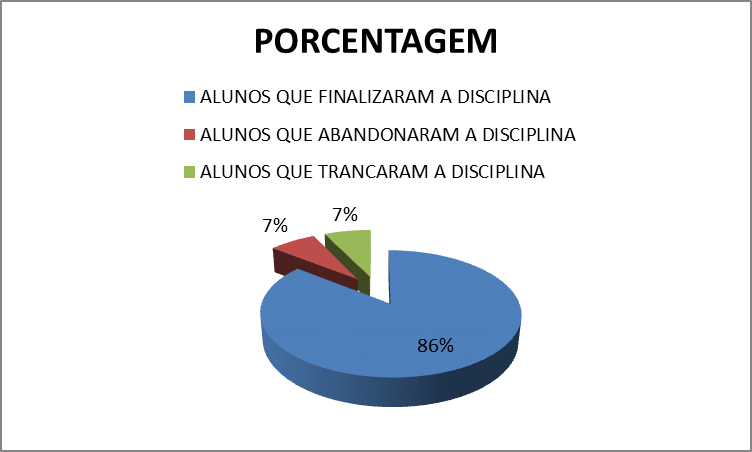 PORCENTAGEM
ALUNOS QUE FINALIZARAM A DISCIPLINA
ALUNOS QUE ABANDONARAM A DISCIPLINA
ALUNOS QUE TRANCARAM A DISCIPLINA
7%
7%
86%